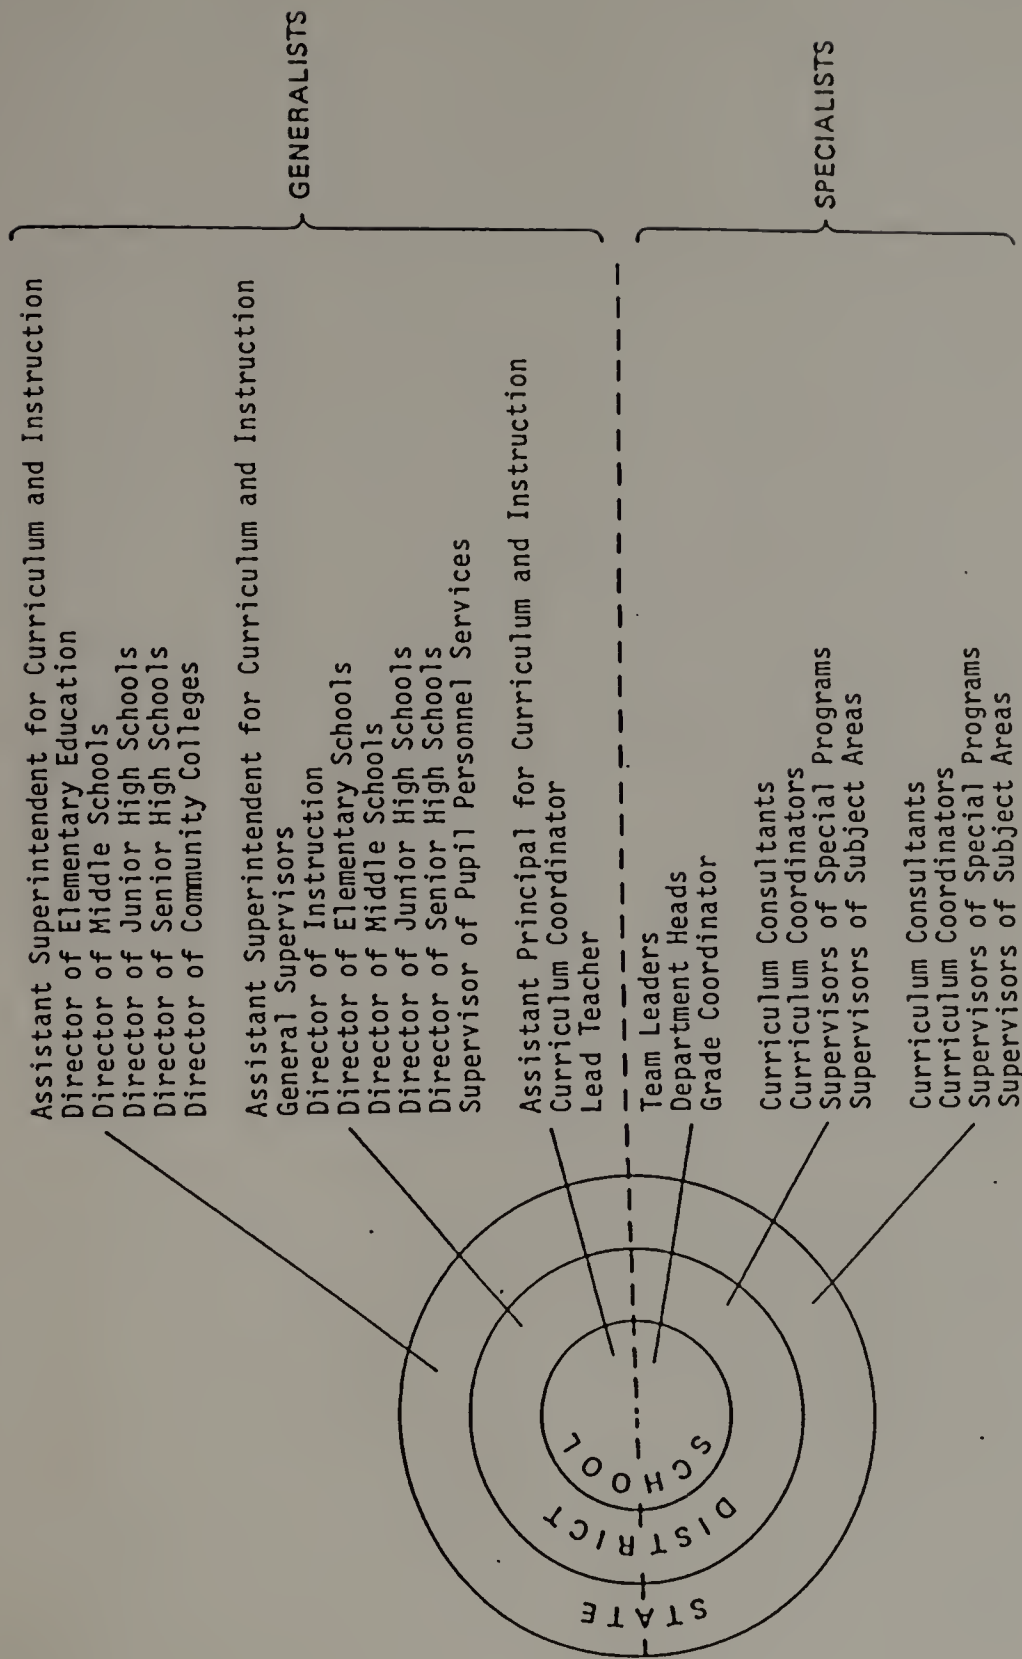 Assistant Superintendent for Curriculum and Instruction
Director of Elementary Education
Director of Middle Schools
Director of Junior High Schools
Director of Senior High Schools
Director of Community Colleges
Assistant Superintendent for Curriculum and Instruction
General Supervisors
Director of Instruction
Director of Elementary Schools
Director of Middle Schools
Director of Junior High Schools
Director of Senior High Schools
Supervisor of Pupil Personnel Services
Assistant Principal for Curriculum and Instruction
Curriculum Coordinator
Lead Teacher
GENERALISTS
Team Leaders
Department Heads
Grade Coordinator
Curriculum Consultants
Curriculum Coordinators
Supervisors of Special Programs
Supervisors of Subject Areas
Curriculum Consultants
Curriculum Coordinators
Supervisors of Special Programs
Supervisors of Subject Areas
SPECIALISTS
STATE
DISTRICT
SCHOOL